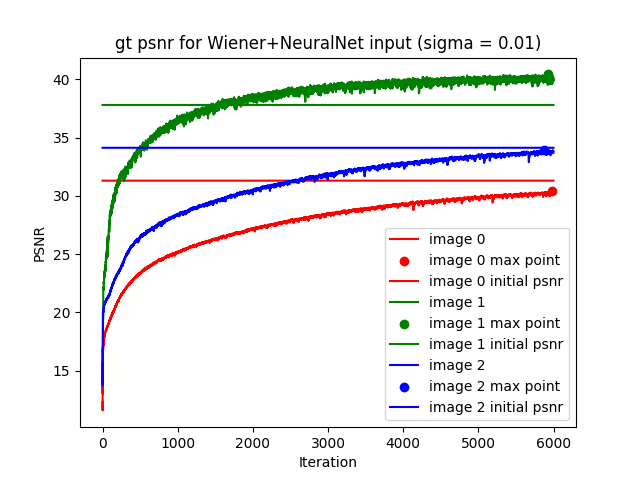 gt psnr for Wiener+NeuralNet input (sigma = 0.01)
40
35
30
25
20
15
PSNR
image 0
image 0 max point
image 0 initial psnr
image 1
image 1 max point
image 1 initial psnr
image 2
image 2 max point
image 2 initial psnr
0 1000 2000 3000 4000 5000 6000
Iteration